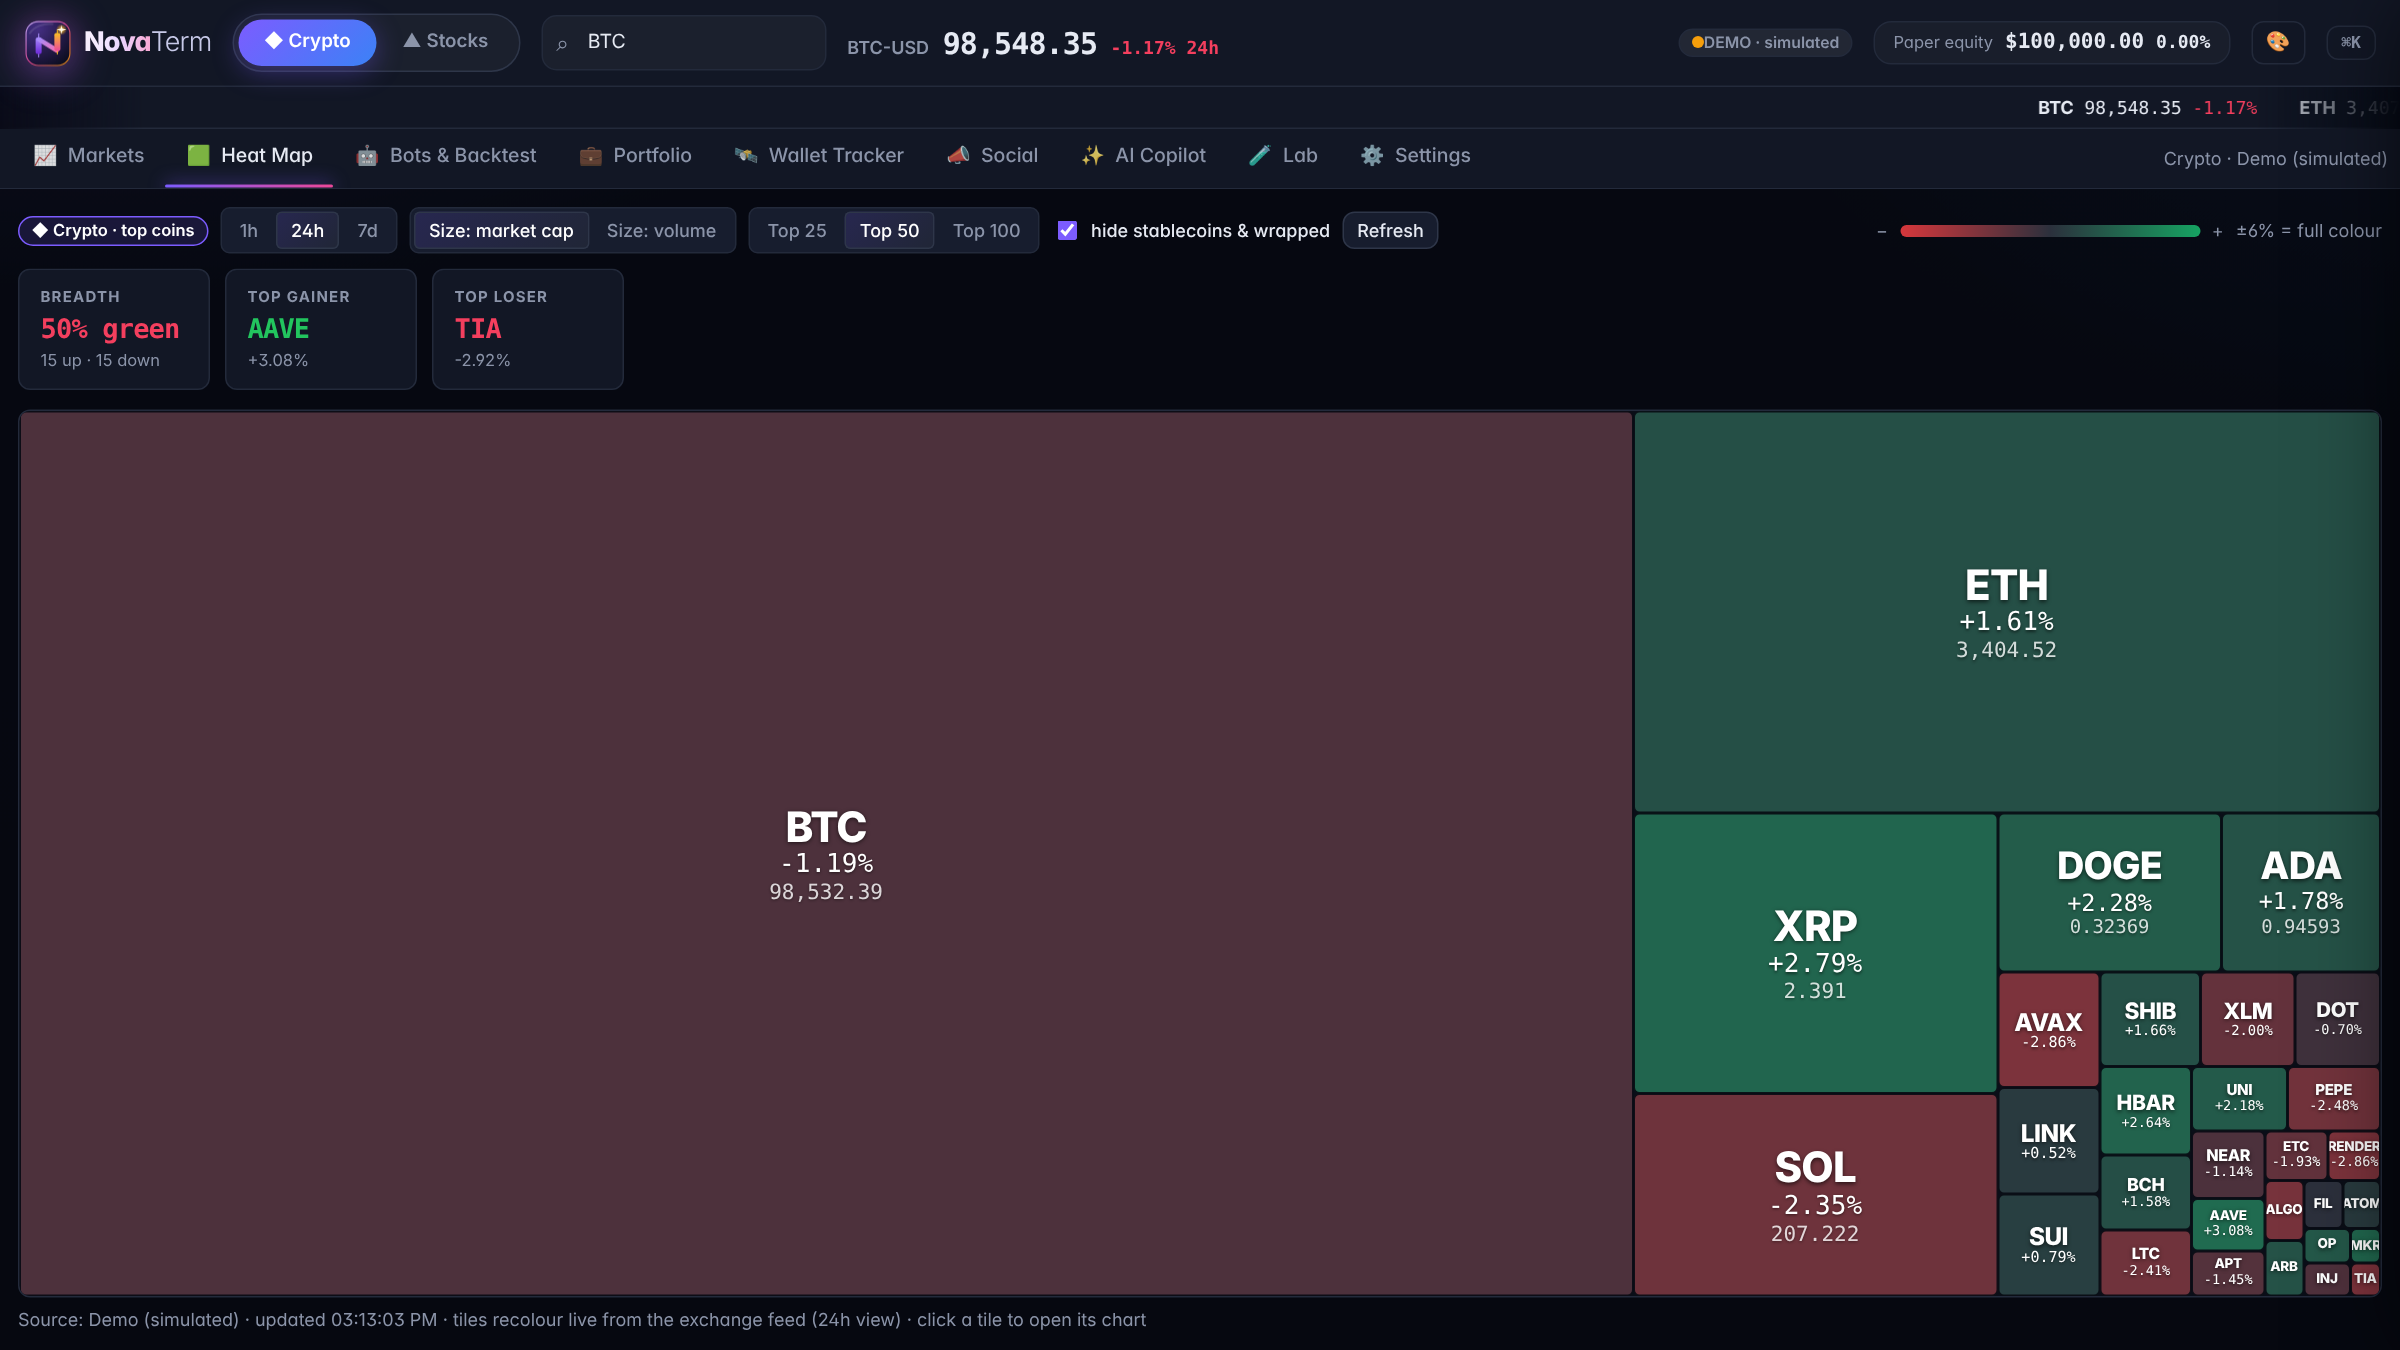 NovaTerm
◆ Crypto
▲ Stocks
BTC
BTC-USD 98,548.35 -1.17% 24h
DEMO · simulated
Paper equity $100,000.00 0.00%
⌘K
BTC 98,548.35 -1.17% ETH 3,40
Markets
Heat Map
Bots & Backtest
Portfolio
Wallet Tracker
Social
AI Copilot
Lab
Settings
Crypto · Demo (simulated)
◆ Crypto · top coins
1h 24h 7d
Size: market cap Size: volume
Top 25 Top 50 Top 100
hide stablecoins & wrapped
Refresh
− + ±6% = full colour
BREADTH
50% green
15 up · 15 down
TOP GAINER
AAVE
+3.08%
TOP LOSER
TIA
-2.92%
BTC
-1.19%
98,532.39
ETH
+1.61%
3,404.52
XRP
+2.79%
2.391
SOL
-2.35%
207.222
DOGE
+2.28%
0.32369
ADA
+1.78%
0.94593
AVAX
-2.86%
LINK
+0.52%
SUI
+0.79%
SHIB
+1.66%
XLM
-2.00%
DOT
-0.70%
HBAR
+2.64%
BCH
+1.58%
LTC
-2.41%
UNI
+2.18%
PEPE
-2.48%
NEAR
-1.14%
AAVE
+3.08%
APT
-1.45%
ETC
-1.93%
RENDER
-2.86%
ALGO
FIL
ATOM
ARB
OP
MKR
INJ
TIA
Source: Demo (simulated) · updated 03:13:03 PM · tiles recolour live from the exchange feed (24h view) · click a tile to open its chart